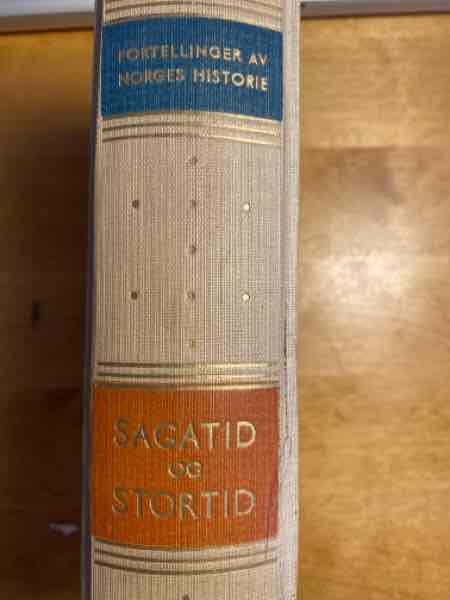 FORTELLINGER AV
NORGES HISTORIE
SAGATID
OG
STORTID